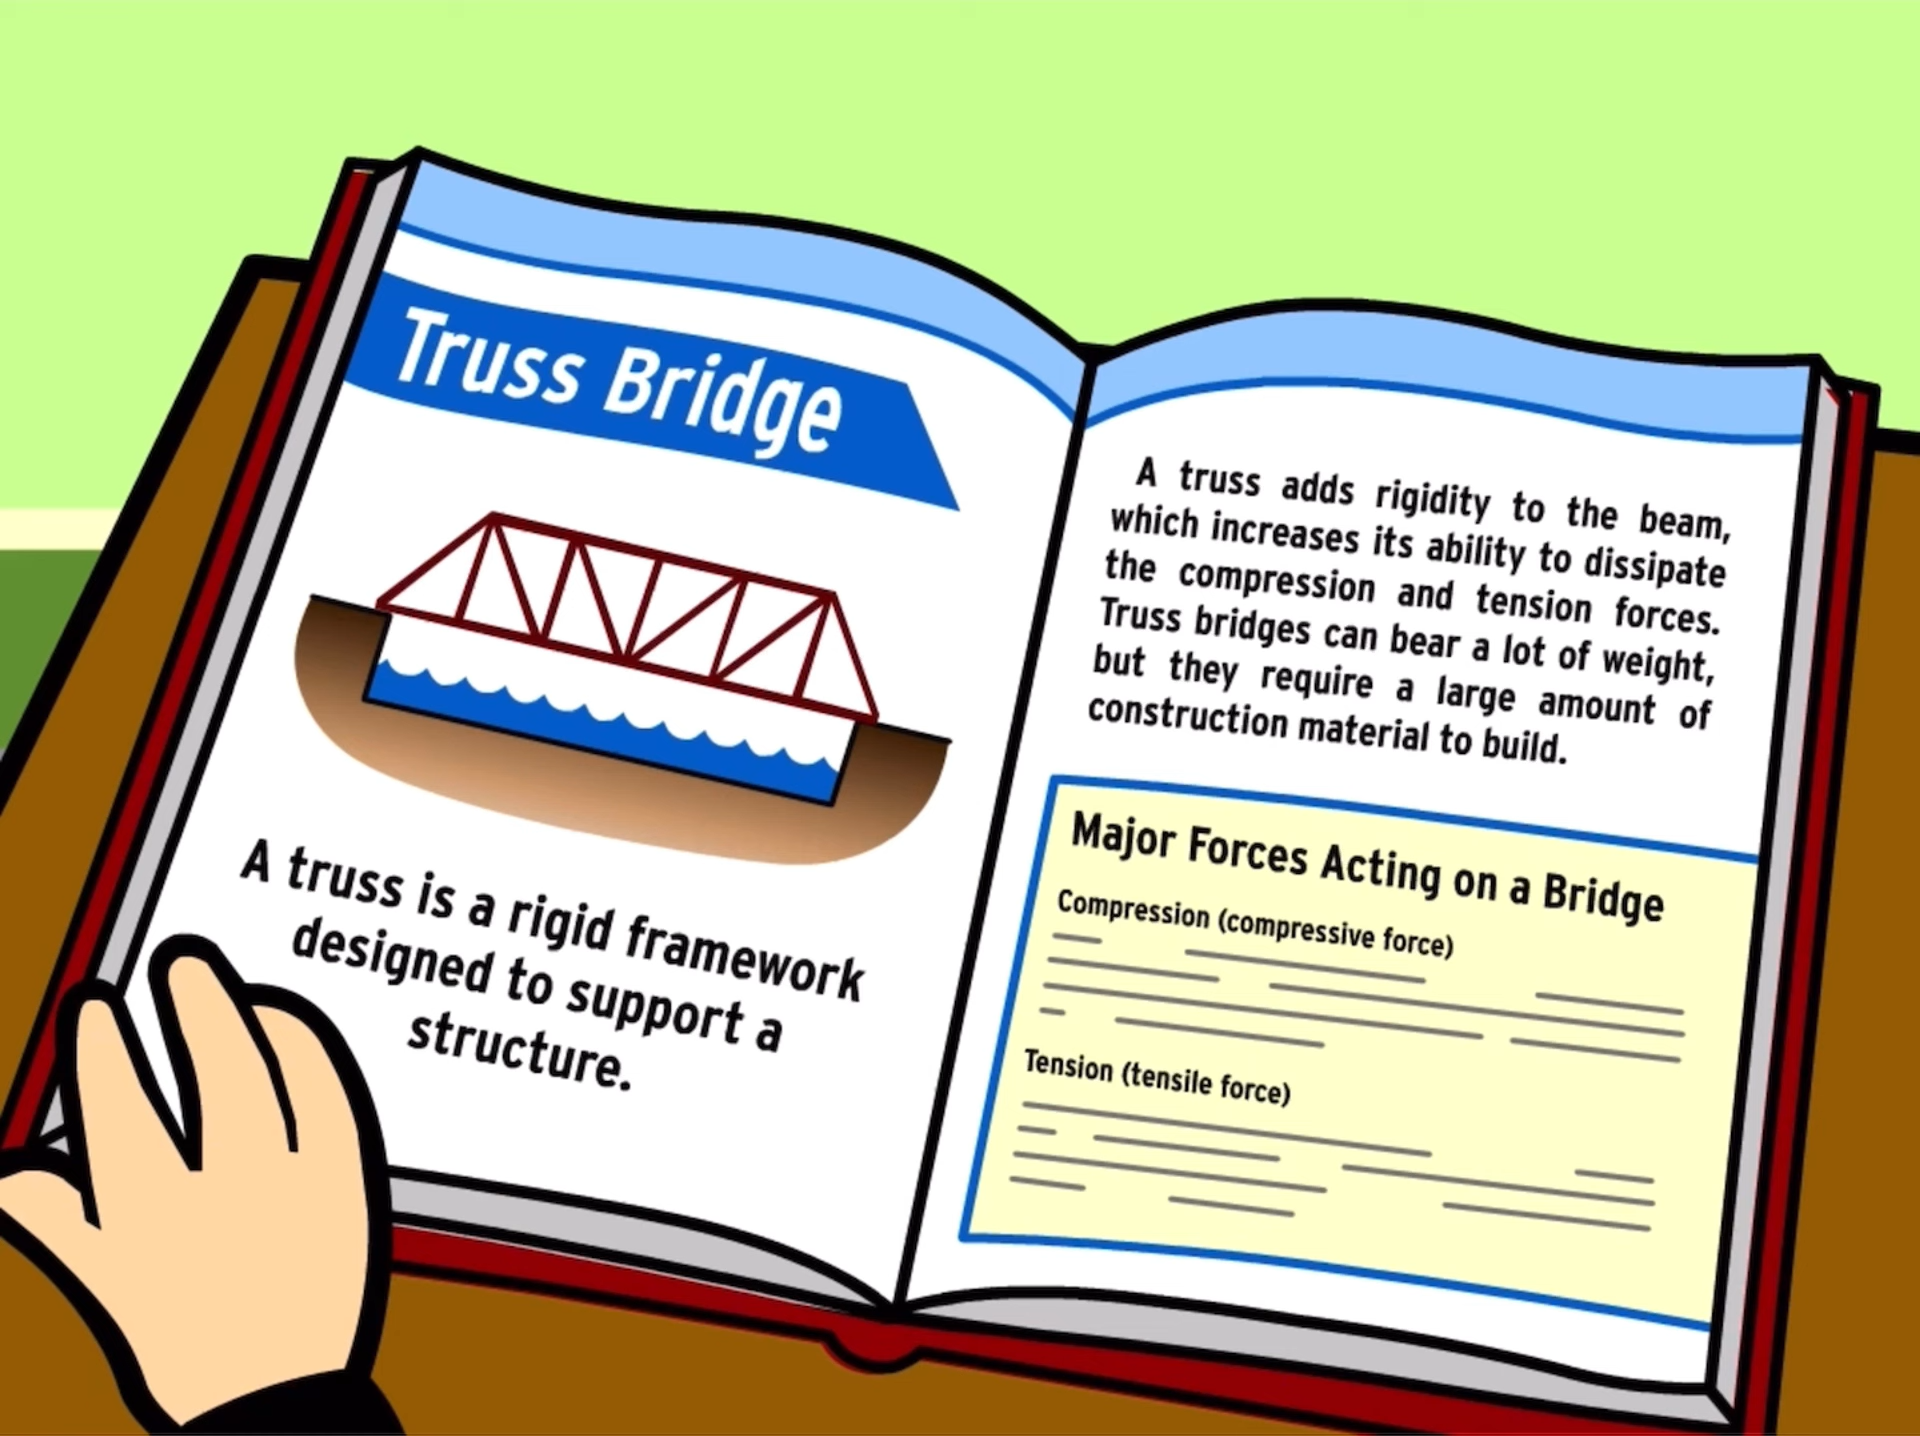 Truss Bridge
A truss is a rigid framework
designed to support a
structure.
A truss adds rigidity to the beam,
which increases its ability to dissipate
the compression and tension forces.
Truss bridges can bear a lot of weight,
but they require a large amount of
construction material to build.
Major Forces Acting on a Bridge
Compression (compressive force)
Tension (tensile force)